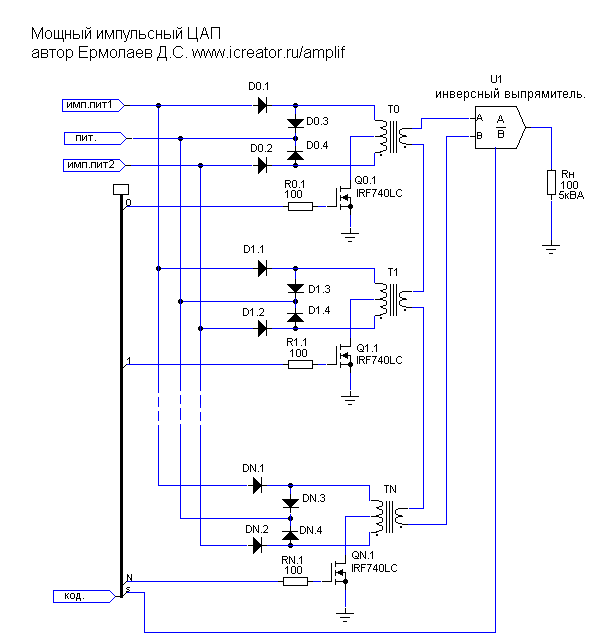 Мощный импульсный ЦАП
автор Ермолаев Д.С. www.icreator.ru/amplif
U1
инверсный выпрямитель.
имп.пит1
D0.1
T0
A
A
B
B
D0.3
пит.
D0.4
имп.пит2
D0.2
Rн
100
5кВА
R0.1
100
Q0.1
IRF740LC
0
D1.1
T1
D1.3
D1.4
D1.2
R1.1
100
Q1.1
IRF740LC
1
DN.1
TN
DN.3
DN.4
DN.2
QN.1
IRF740LC
RN.1
100
N
s
код.